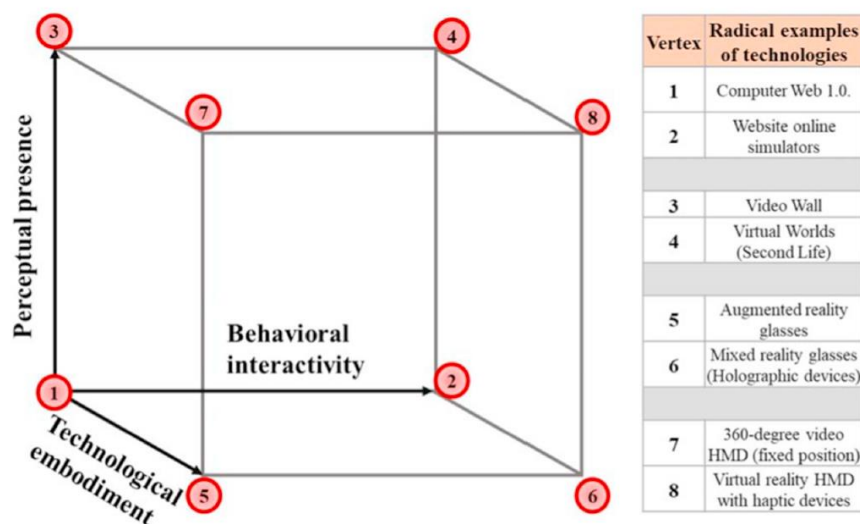 3
4
7
8
Perceptual presence
Behavioral
interactivity
1
2
Technological
embodiment
5
6
Vertex
Radical examples
of technologies
1
Computer Web 1.0.
2
Website online
simulators
3
Video Wall
4
Virtual Worlds
(Second Life)
5
Augmented reality
glasses
6
Mixed reality glasses
(Holographic devices)
7
360-degree video
HMD (fixed position)
8
Virtual reality HMD
with haptic devices